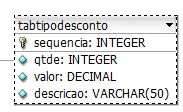 tabtipodesconto
sequencia: INTEGER
qtde: INTEGER
valor: DECIMAL
descricao: VARCHAR(50)